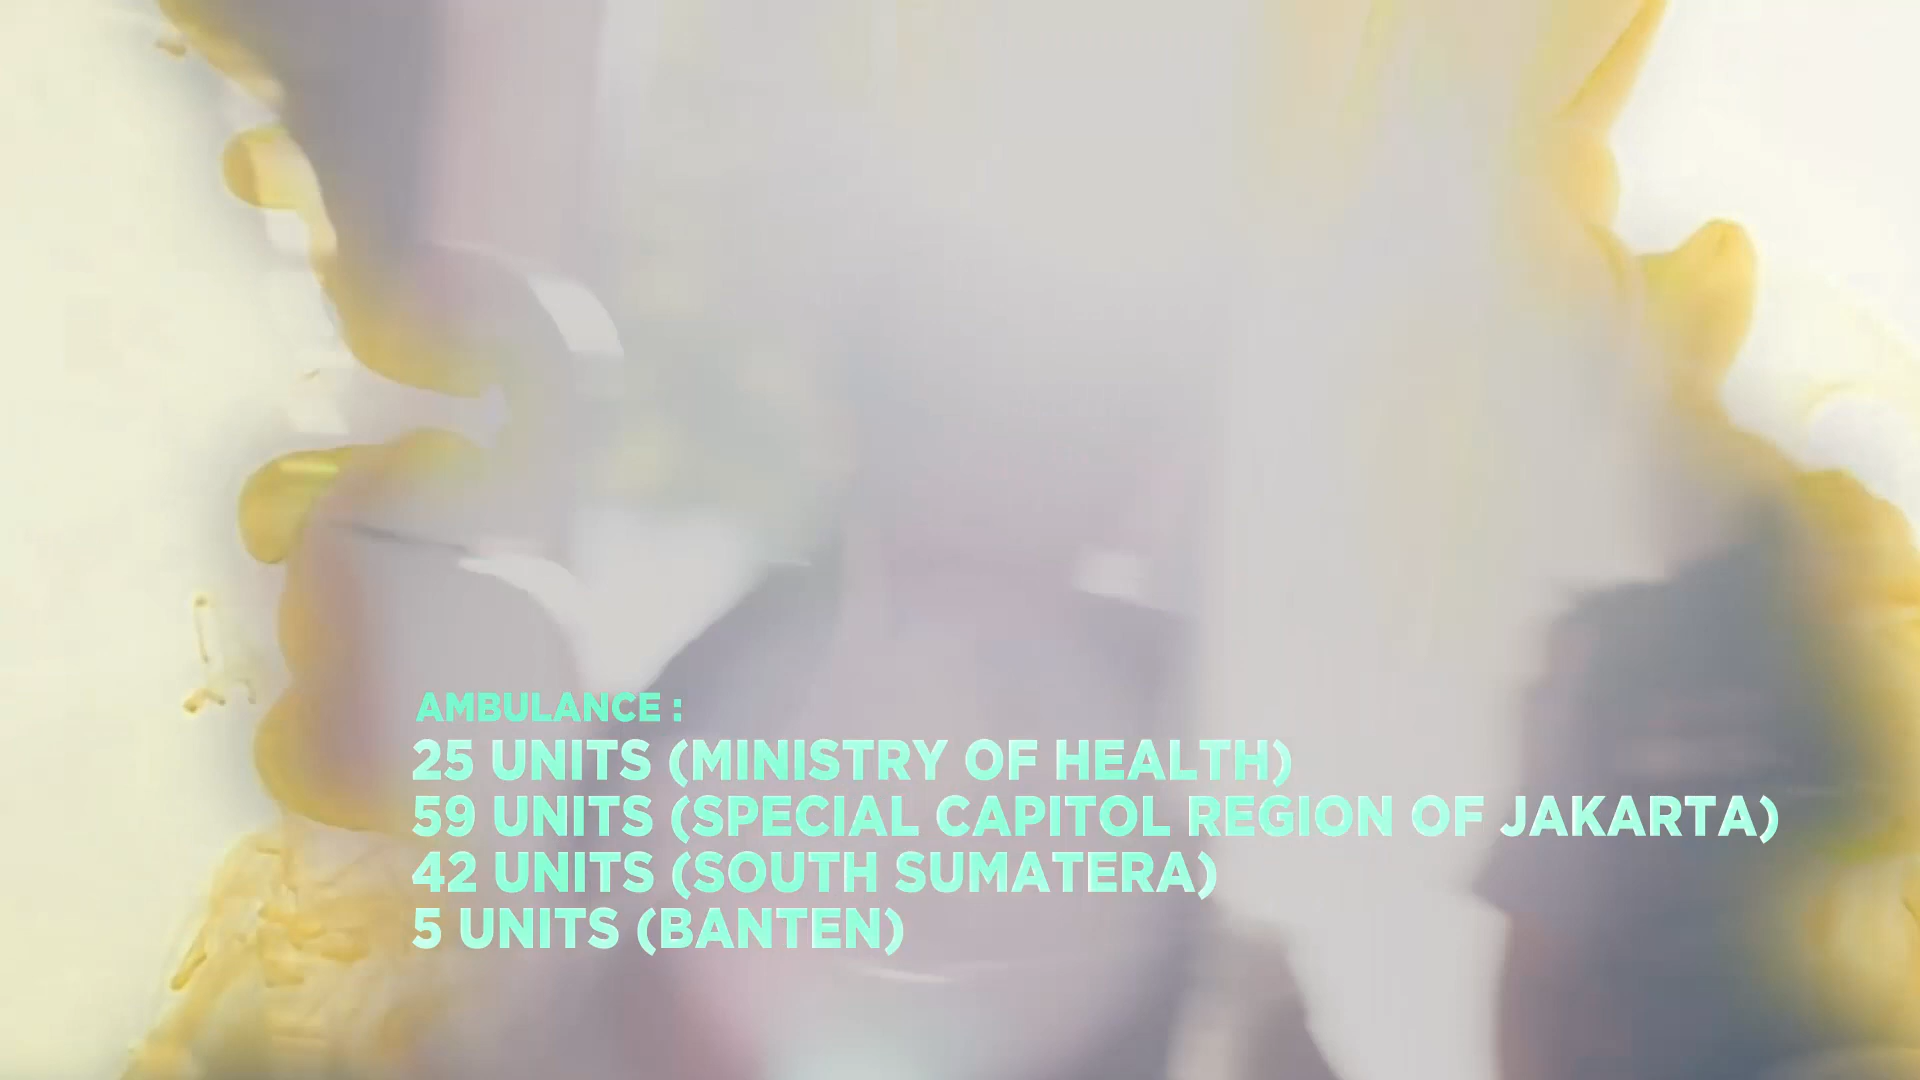 AMBULANCE :
25 UNITS (MINISTRY OF HEALTH)
59 UNITS (SPECIAL CAPITOL REGION OF JAKARTA)
42 UNITS (SOUTH SUMATERA)
5 UNITS (BANTEN)